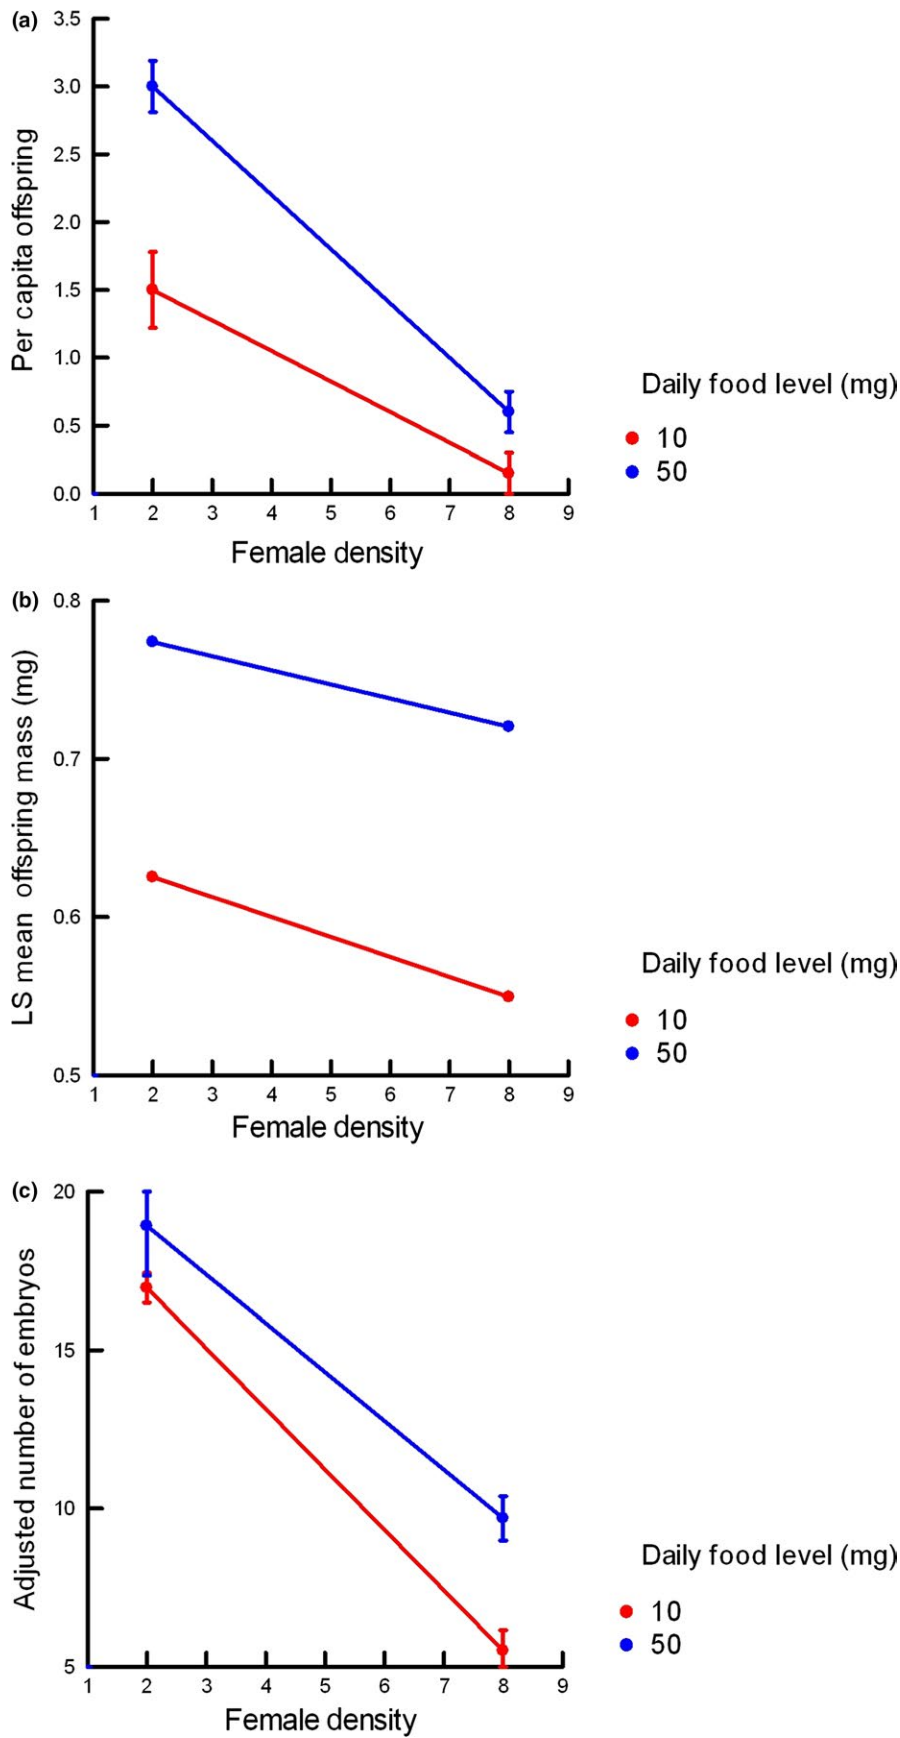 (a)
3.5
3.0
2.5
2.0
1.5
1.0
0.5
0.0
Per capita offspring
1 2 3 4 5 6 7 8 9
Female density
Daily food level (mg)
10
50
(b)
0.8
0.7
0.6
0.5
LS mean offspring mass (mg)
1 2 3 4 5 6 7 8 9
Female density
Daily food level (mg)
10
50
(c)
20
15
10
5
Adjusted number of embryos
1 2 3 4 5 6 7 8 9
Female density
Daily food level (mg)
10
50